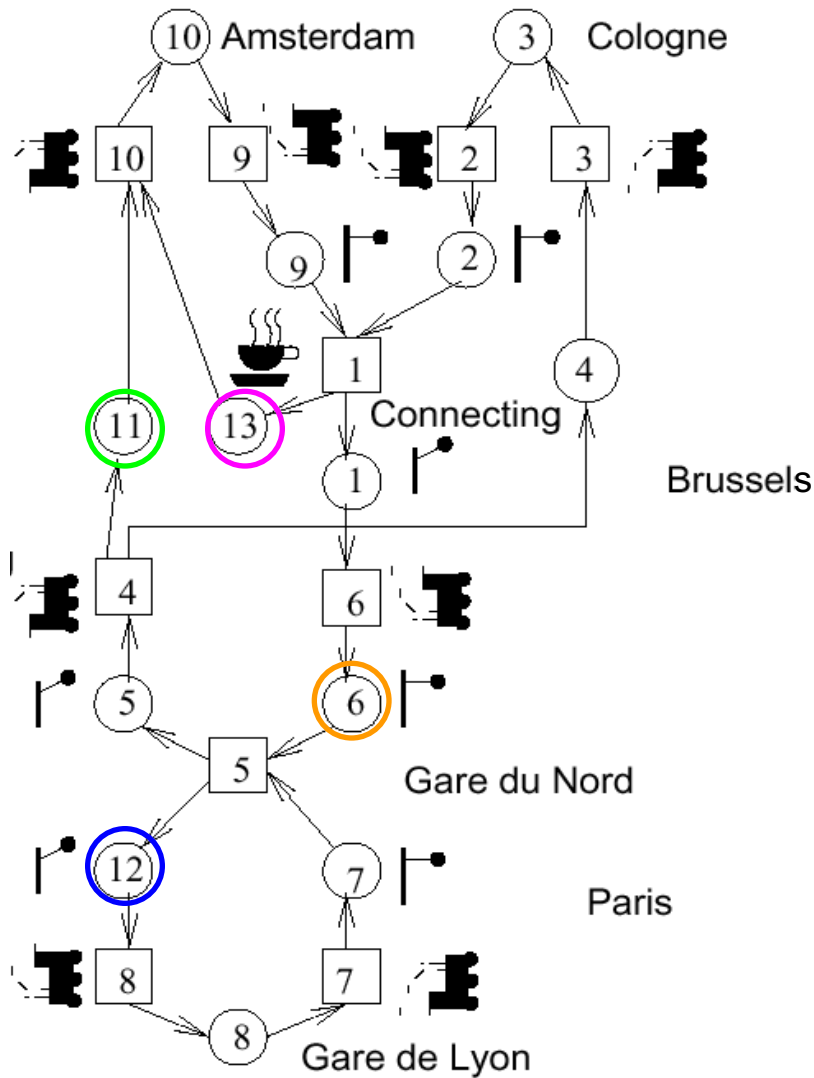 10 Amsterdam 3 Cologne
10 9 2 3
9 2
1 4
11 13 Connecting
1 Brussels
4 6
5 6
5 Gare du Nord
12 7
Paris
8 7
8
Gare de Lyon